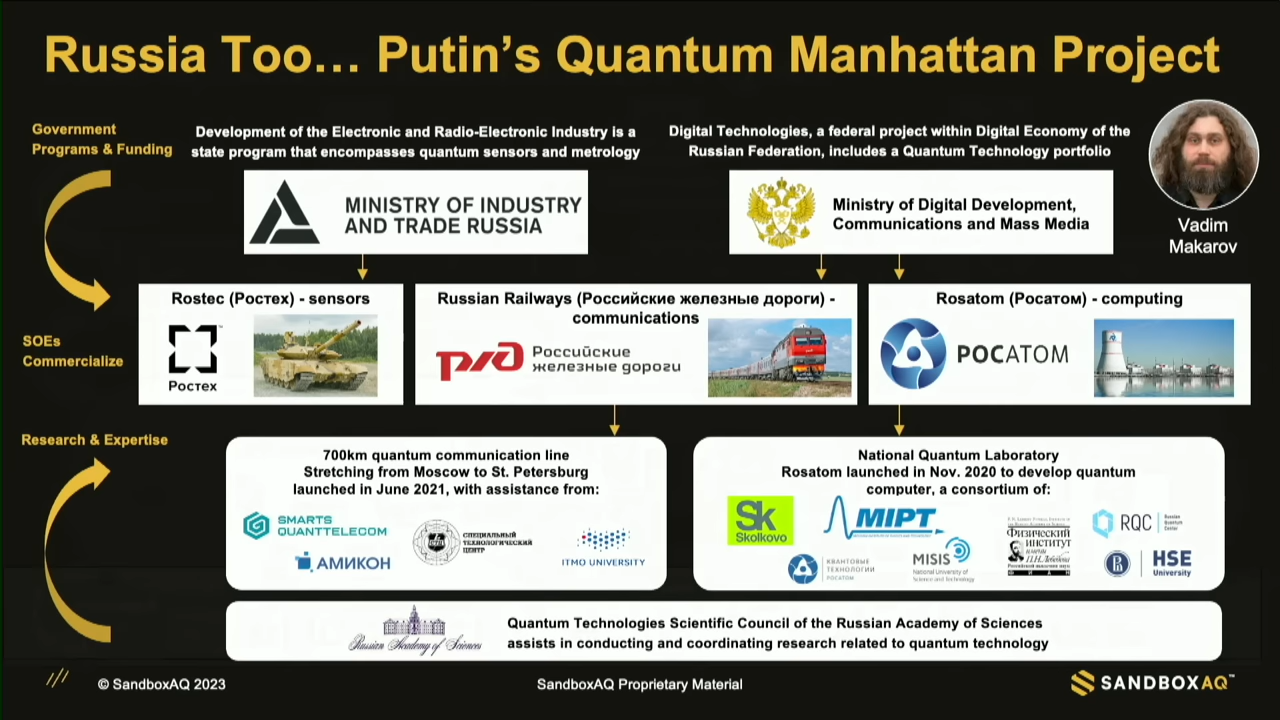 Russia Too... Putin's Quantum Manhattan Project
Government
Programs & Funding
Development of the Electronic and Radio-Electronic Industry is a
state program that encompasses quantum sensors and metrology
Digital Technologies, a federal project within Digital Economy of the
Russian Federation, includes a Quantum Technology portfolio
MINISTRY OF INDUSTRY
AND TRADE RUSSIA
Ministry of Digital Development,
Communications and Mass Media
Vadim
Makarov
SOEs
Commercialize
Rostec (Ростех) - sensors
Ростех
Russian Railways (Российские железные дороги) -
communications
ржд
Российские
железные дороги
Rosatom (Росатом) - computing
РОСАТОМ
Research & Expertise
700km quantum communication line
Stretching from Moscow to St. Petersburg
launched in June 2021, with assistance from:
SMARTS
QUANTTELECOM
СПЕЦИАЛЬНЫЙ
ТЕХНОЛОГИЧЕСКИЙ
ЦЕНТР
АМИКОН
ITMO UNIVERSITY
National Quantum Laboratory
Rosatom launched in Nov. 2020 to develop quantum
computer, a consortium of:
Sk
Skolkovo
MIPT
Физический
институт
RQC
Russian
Quantum
Center
КВАНТОВЫЕ
ТЕХНОЛОГИИ
РОСАТОМ
MISIS
National University of
Science and Technology
ФИАН
HSE
University
Russian Academy of Sciences
Quantum Technologies Scientific Council of the Russian Academy of Sciences
assists in conducting and coordinating research related to quantum technology
© SandboxAQ 2023
SandboxAQ Proprietary Material
SANDBOXAQ™